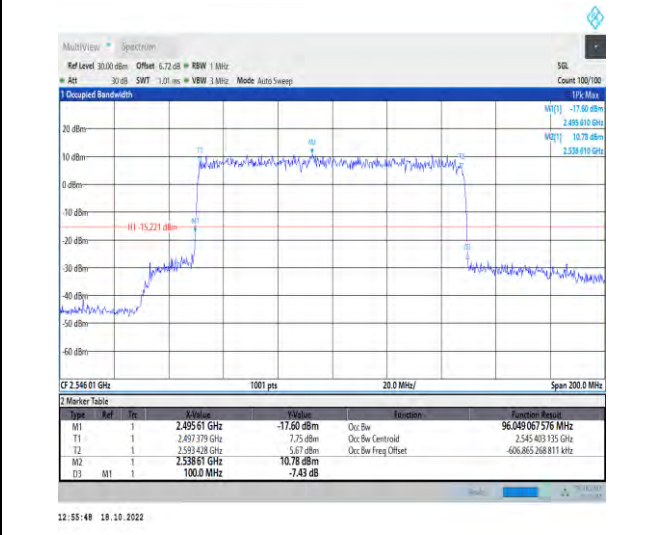 MultiView Spectrum
Ref Level 30.00 dBm Offset 6.72 dB RBW 1 MHz SGL
Att 30 dB SWT 1.01 ms VBW 3 MHz Mode Auto Sweep Count 100/100
1 Occupied Bandwidth 1Pk Max
M1[1] -17.60 dBm
2.495 610 GHz
M2[1] 10.78 dBm
2.538 610 GHz
20 dBm
10 dBm
0 dBm
-10 dBm
H1 -15.221 dBm
-20 dBm
-30 dBm
-40 dBm
-50 dBm
-60 dBm
T1
M2
T2
M1
D3
CF 2.546 01 GHz 1001 pts 20.0 MHz/ Span 200.0 MHz
2 Marker Table
Type Ref Trc X-Value Y-Value Function Function Result
M1 1 2.495 61 GHz -17.60 dBm Occ Bw 96.049 067 576 MHz
T1 1 2.497 379 GHz 7.75 dBm Occ Bw Centroid 2.545 403 135 GHz
T2 1 2.593 428 GHz 5.67 dBm Occ Bw Freq Offset -606.865 268 811 kHz
M2 1 2.538 61 GHz 10.78 dBm
D3 M1 1 100.0 MHz -7.43 dB
12:55:48 18.10.2022